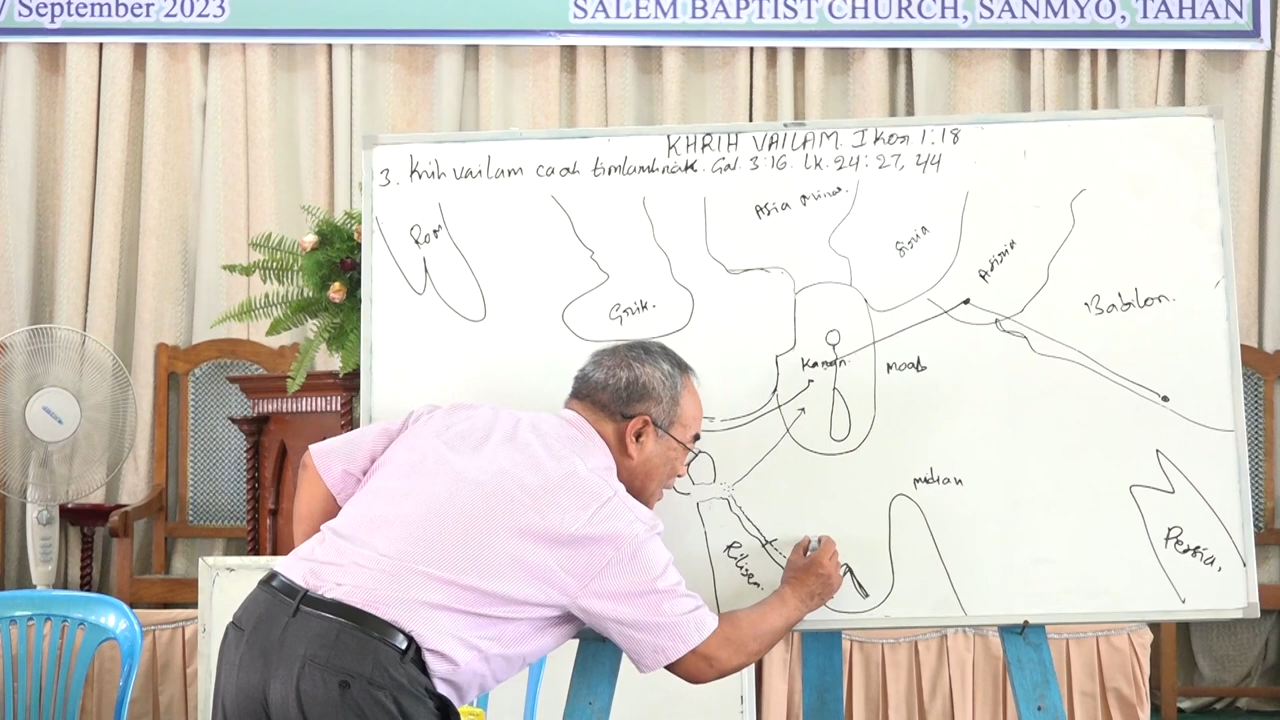 / September 2023
SALEM BAPTIST CHURCH, SANMYO, TAHAN
KHRIH VAILAM. I Kor 1:18
3. Krih vailam caah timlamhnak. Gal. 3:16. Lk. 24: 27, 44
Rom
Grik.
Asia Minor.
Siria
Asiria
Babilon.
Kanan.
Moab
Midian
Rilisen.
Persia.